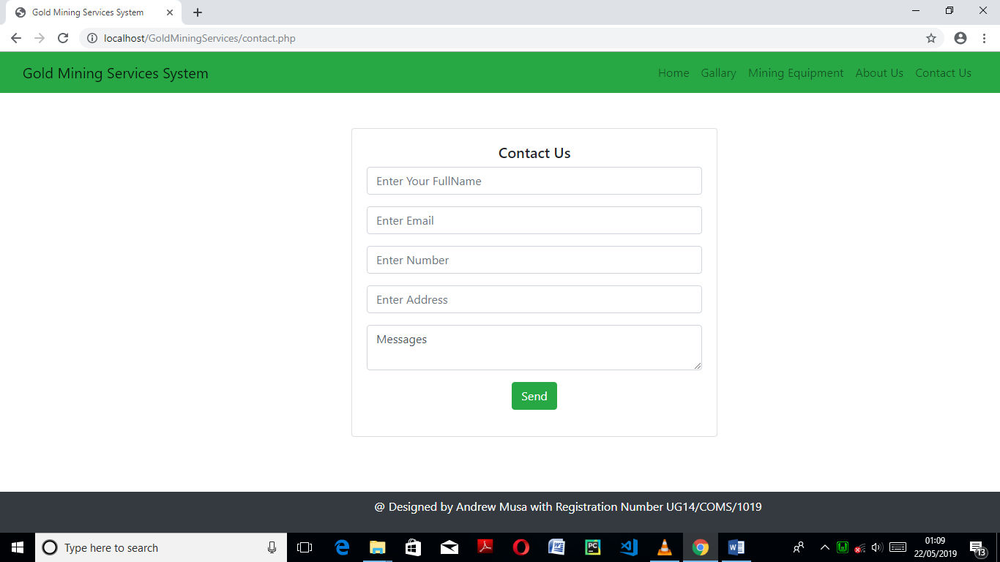 Gold Mining Services System
localhost/GoldMiningServices/contact.php
Gold Mining Services System Home Gallary Mining Equipment About Us Contact Us
Contact Us
Enter Your FullName
Enter Email
Enter Number
Enter Address
Messages
Send
@ Designed by Andrew Musa with Registration Number UG14/COMS/1019
Type here to search
01:09
22/05/2019
13